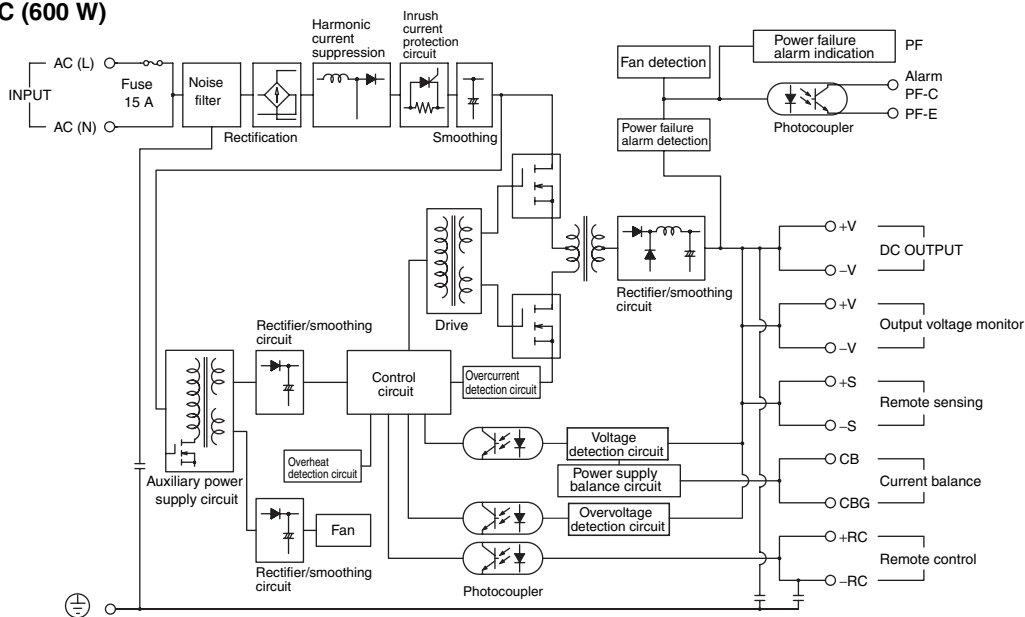 C (600 W)
Harmonic
current
suppression
Inrush
current
protection
circuit
Power failure
alarm indication
PF
AC (L)
Fan detection
INPUT
Fuse
15 A
Noise
filter
Alarm
PF-C
PF-E
AC (N)
Rectification
Smoothing
Power failure
alarm detection
Photocoupler
+V
DC OUTPUT
−V
Rectifier/smoothing
circuit
Drive
+V
Output voltage monitor
−V
Rectifier/smoothing
circuit
Control
circuit
Overcurrent
detection circuit
+S
Remote sensing
−S
Voltage
detection circuit
Overheat
detection circuit
Power supply
balance circuit
CB
Current balance
CBG
Auxiliary power
supply circuit
Fan
Overvoltage
detection circuit
+RC
Remote control
−RC
Rectifier/smoothing
circuit
Photocoupler